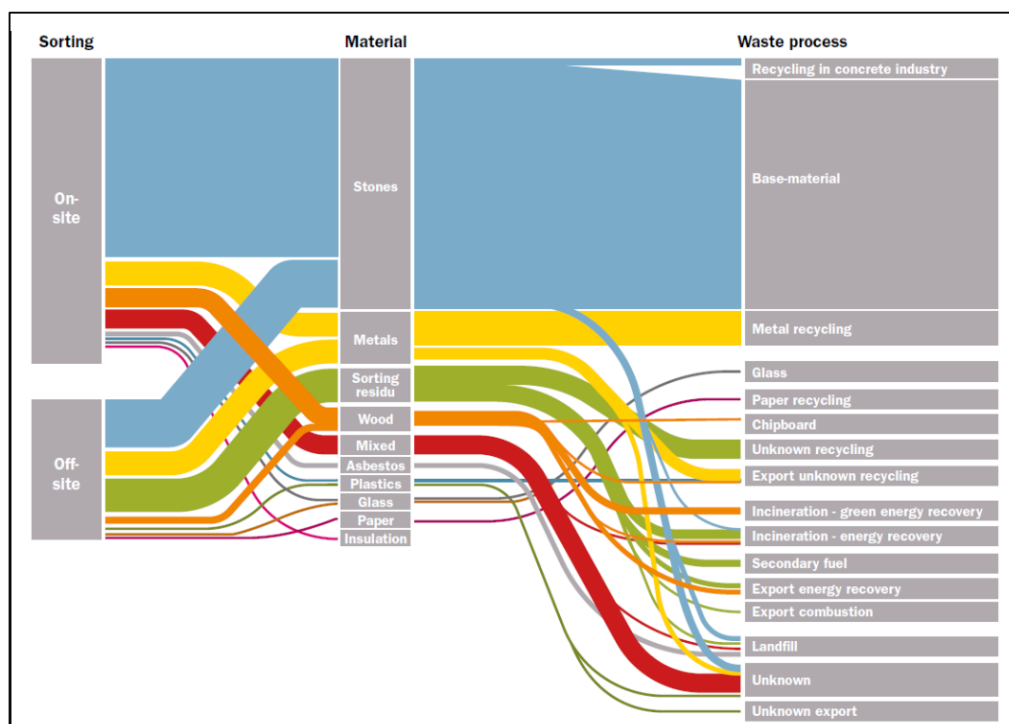 Sorting
Material
Waste process
On-
site
Off-
site
Stones
Metals
Sorting
residu
Wood
Mixed
Asbestos
Plastics
Glass
Paper
Insulation
Recycling in concrete industry
Base-material
Metal recycling
Glass
Paper recycling
Chipboard
Unknown recycling
Export unknown recycling
Incineration - green energy recovery
Incineration - energy recovery
Secondary fuel
Export energy recovery
Export combustion
Landfill
Unknown
Unknown export